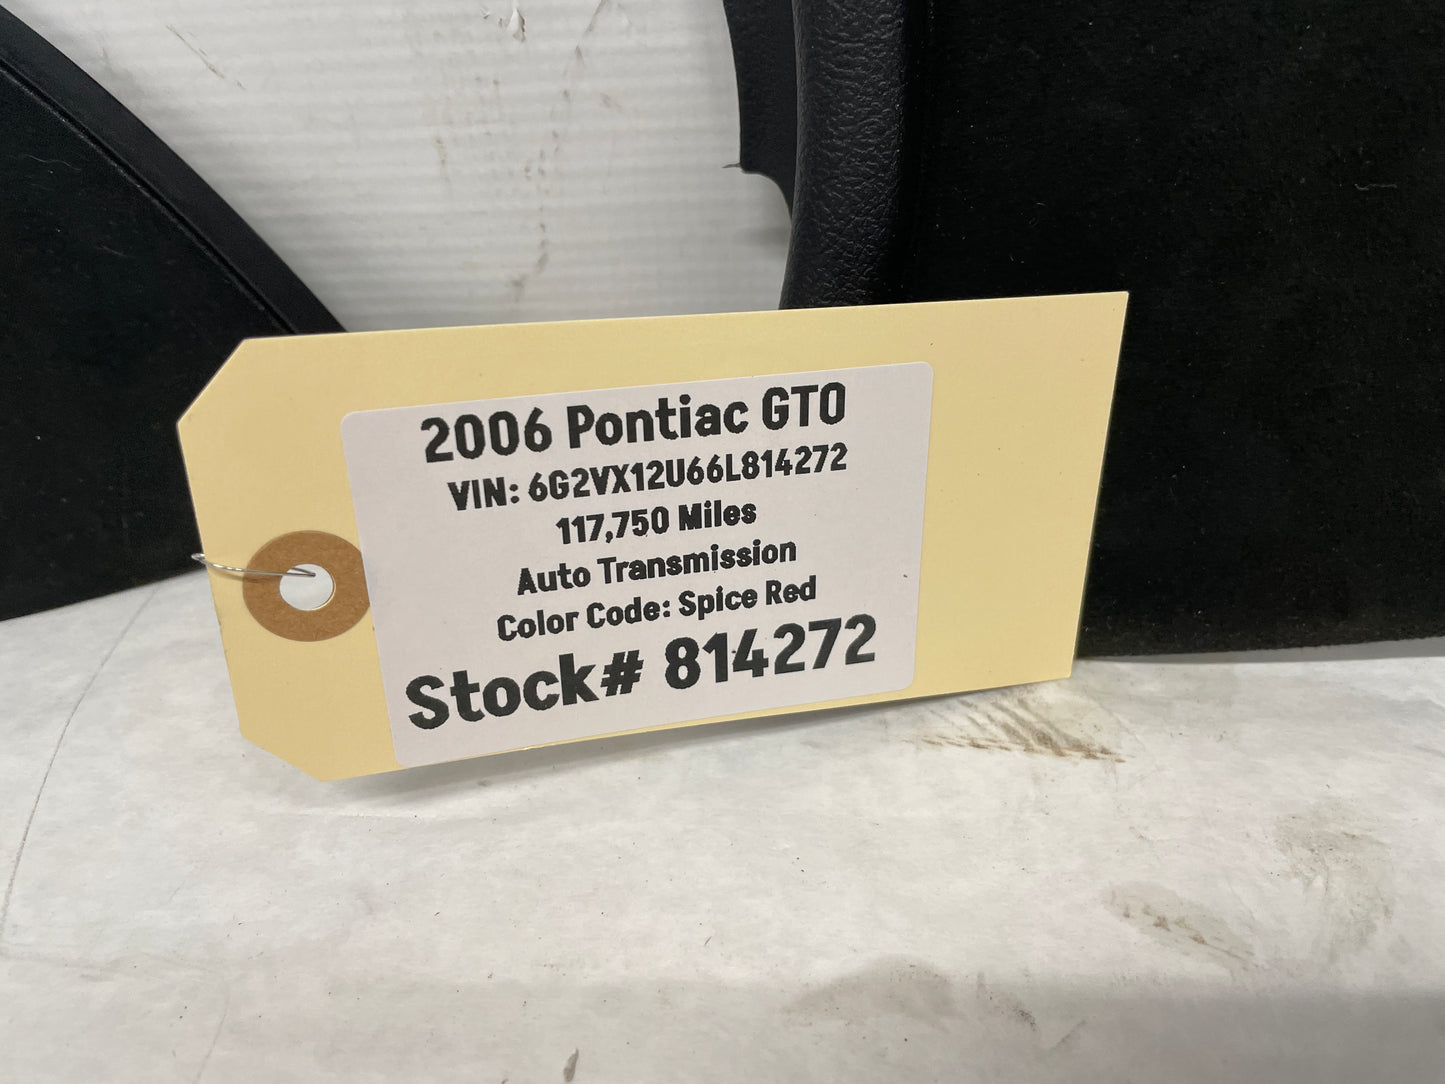 2006 Pontiac GTO
VIN: 6G2VX12U66L814272
117,750 Miles
Auto Transmission
Color Code: Spice Red
Stock# 814272